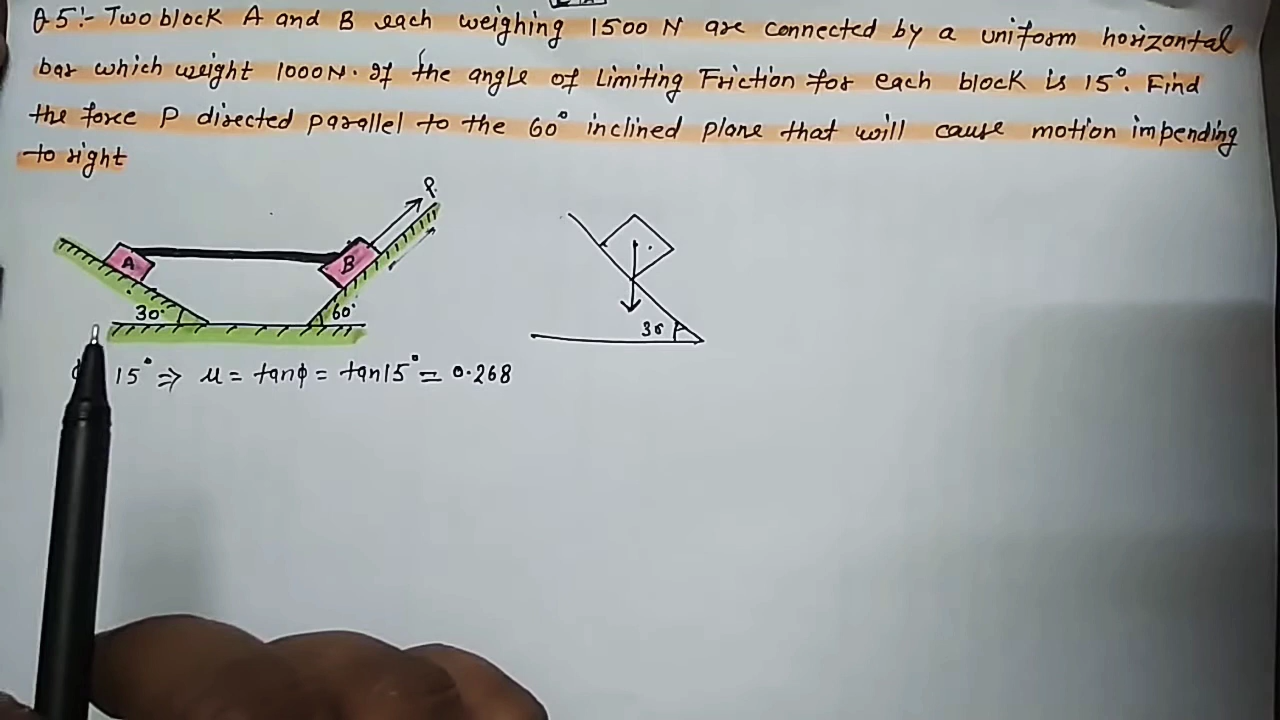 Q5:- Two block A and B each weighing 1500 N are connected by a uniform horizontal
bar which weight 1000N. If the angle of Limiting Friction for each block is 15°. Find
the force P directed parallel to the 60° inclined plane that will cause motion impending
to right
P.
A
B
30°
60°
30
15° ⇒ μ = tanϕ = tan15° = 0.268